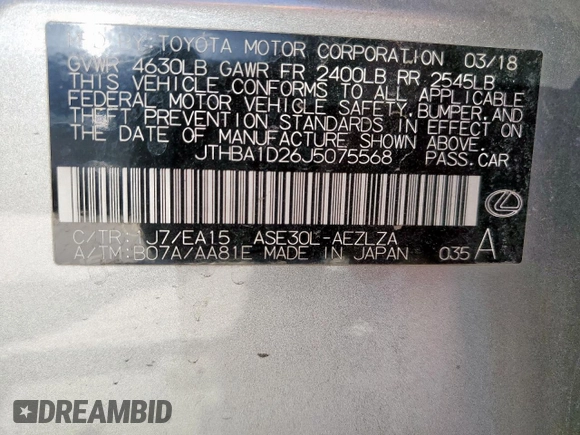 BY: TOYOTA MOTOR CORPORATION 03/18
GVWR 4630LB GAWR FR 2400LB RR 2545LB
THIS VEHICLE CONFORMS TO ALL APPLICABLE
FEDERAL MOTOR VEHICLE SAFETY, BUMPER, AND
THEFT PREVENTION STANDARDS IN EFFECT ON
THE DATE OF MANUFACTURE SHOWN ABOVE.
JTHBA1D26J5075568 PASS.CAR
C/TR: 1J7/EA15 ASE30L-AEZLZA
A/TM: B07A/AA81E MADE IN JAPAN 035 A
DREAMBID